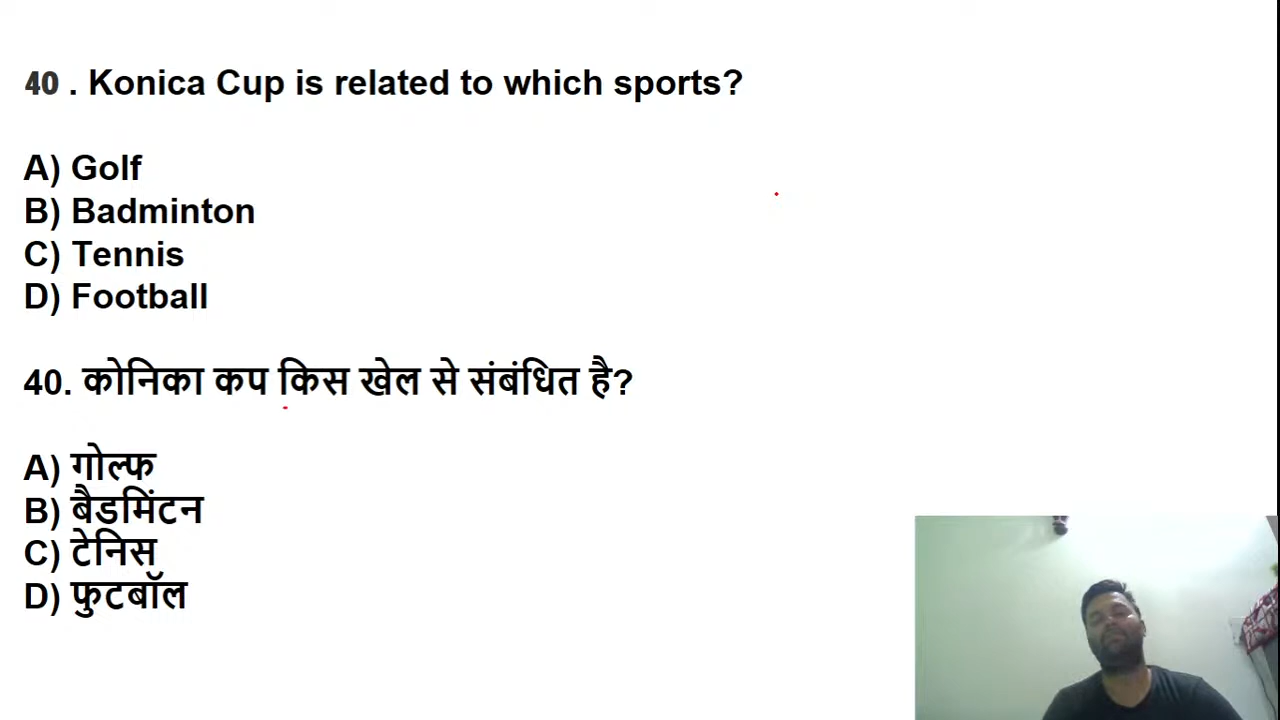 40 . Konica Cup is related to which sports?
A) Golf
B) Badminton
C) Tennis
D) Football
40. कोनिका कप किस खेल से संबंधित है?
A) गोल्फ
B) बैडमिंटन
C) टेनिस
D) फुटबॉल